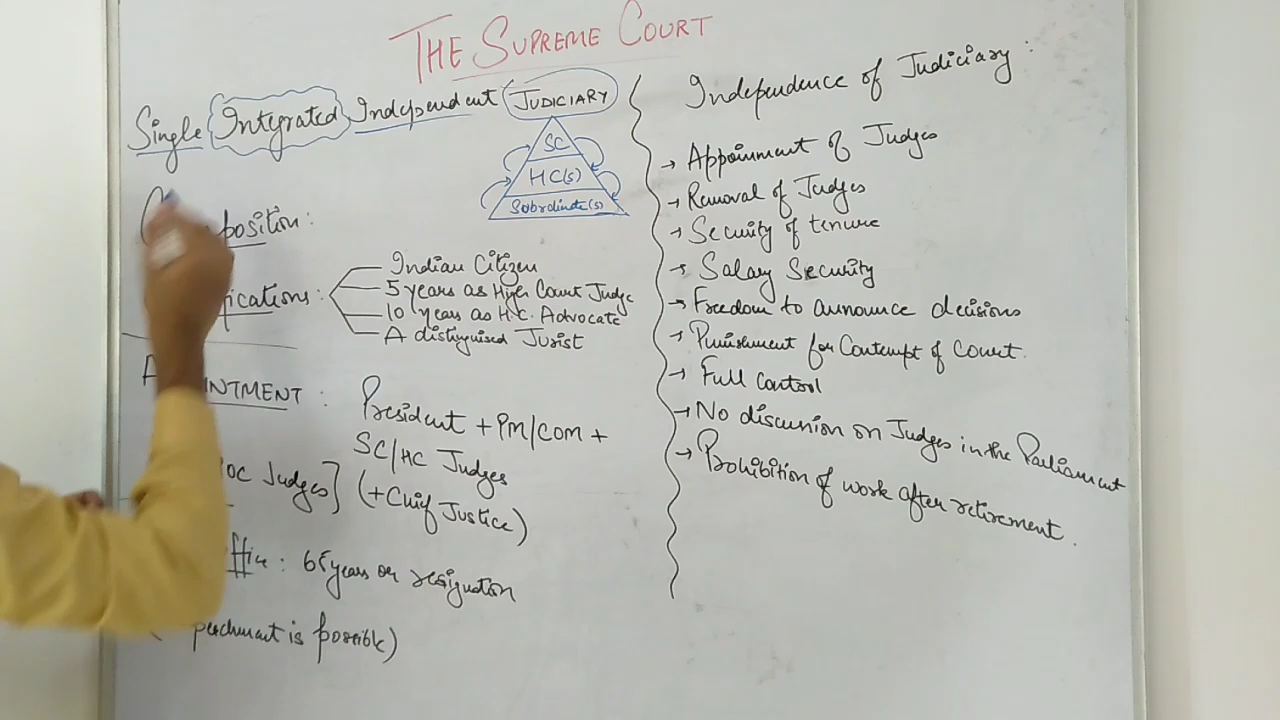 THE SUPREME COURT
Single Integrated Independent JUDICIARY
SC
HC(s)
Subordinate(s)
position:
ifications:
Indian Citizen
5 years as High Court Judge
10 years as H.C. Advocate
A distinguised Jurist
A INTMENT :
President + PM/COM +
SC/HC Judges
(+ Chief Justice)
oc Judges]
ffice : 65 years or resignation
is possible)
Independence of Judiciary :
→ Appoinment of Judges
→ Removal of Judges
→ Security of tenure
→ Salary Security
→ Freedom to announce decisions
→ Punishment for Contempt of Court.
→ Full Control
→ No discussion on Judges in the Parliament
→ Prohibition of work after retirement.